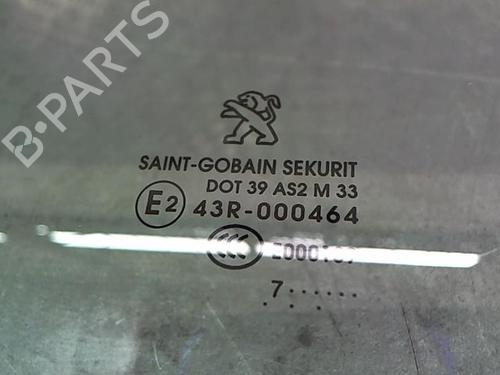 B-PARTS
SAINT-GOBAIN SEKURIT
DOT 39 AS2 M 33
E2 43R-000464
7......